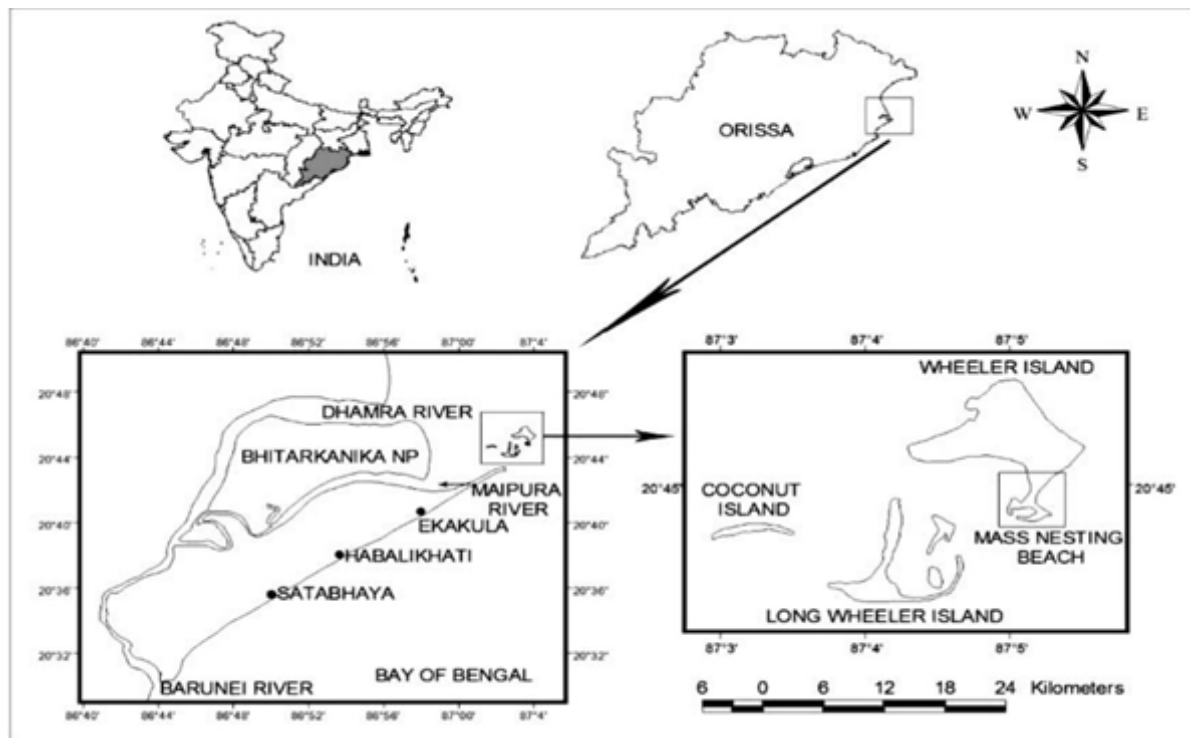 N
W E
S
ORISSA
INDIA
86°40' 86°44' 86°48' 86°52' 86°56' 87°00' 87°4'
20°48' 20°48'
DHAMRA RIVER
BHITARKANIKA NP
20°44' 20°44'
MAIPURA
RIVER
20°40' 20°40'
EKAKULA
HABALIKHATI
20°36' 20°36'
SATABHAYA
20°32' 20°32'
BAY OF BENGAL
BARUNEI RIVER
86°40' 86°44' 86°48' 86°52' 86°56' 87°00' 87°4'
87°3' 87°4' 87°5'
WHEELER ISLAND
20°45' 20°45'
COCONUT
ISLAND
MASS NESTING
BEACH
LONG WHEELER ISLAND
87°3' 87°4' 87°5'
6 0 6 12 18 24 Kilometers